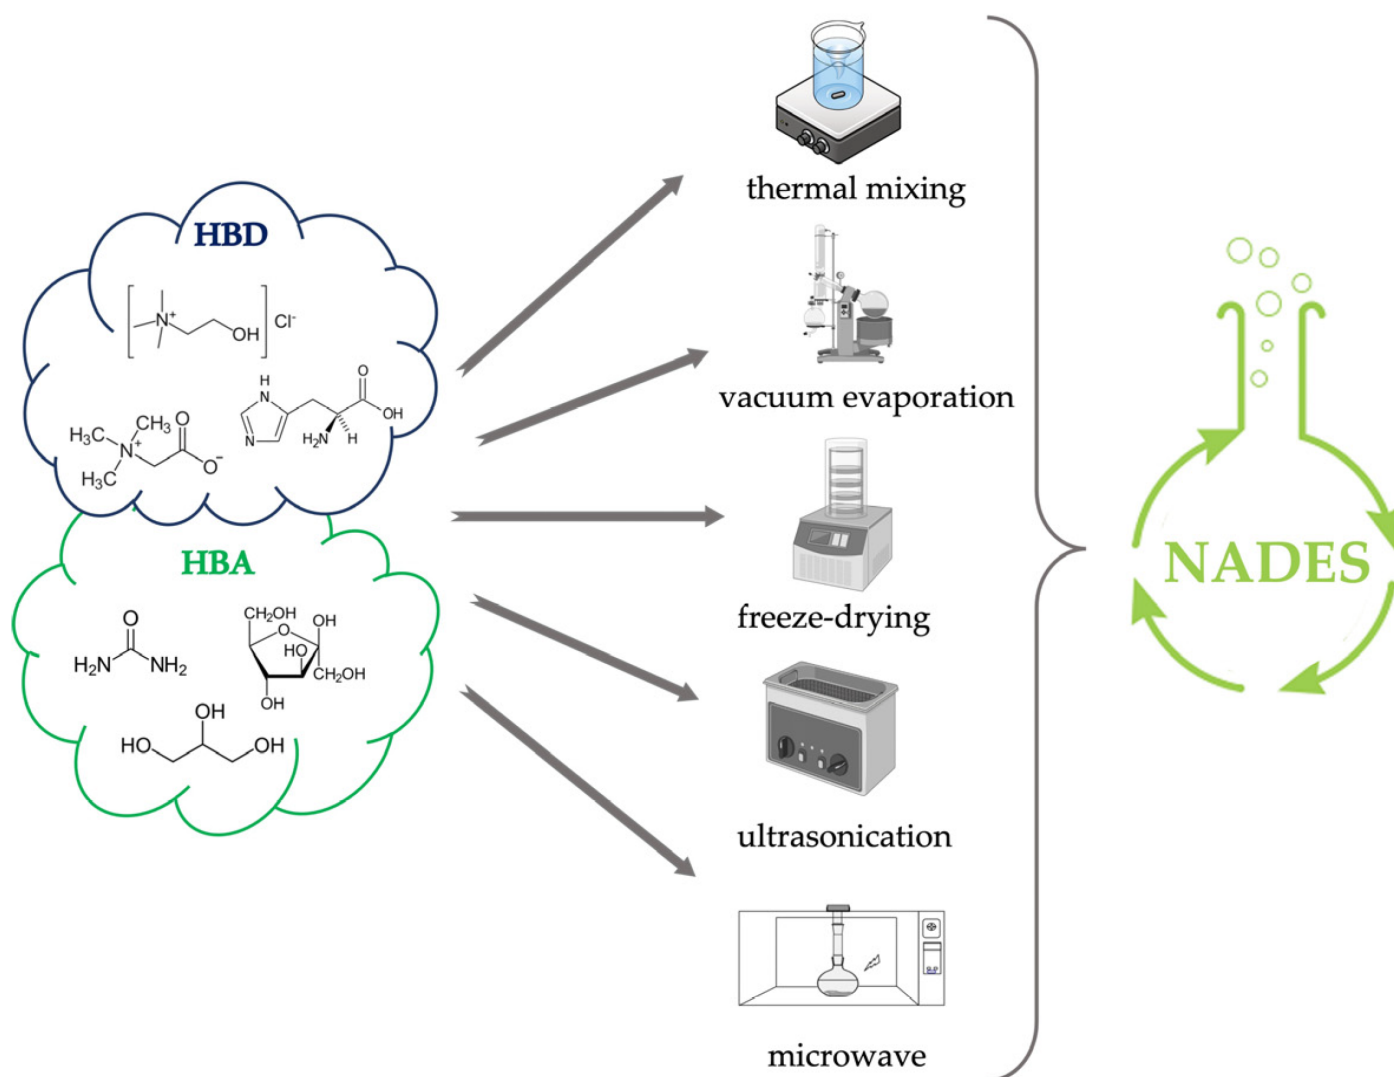 HBD
N+
OH
Cl-
H
N
N
O
OH
H2N
H
H3C
CH3
N+
H3C
O
O-
HBA
O
H2N
NH2
CH2OH
O
OH
HO
CH2OH
OH
OH
HO
OH
thermal mixing
vacuum evaporation
freeze-drying
ultrasonication
microwave
NADES